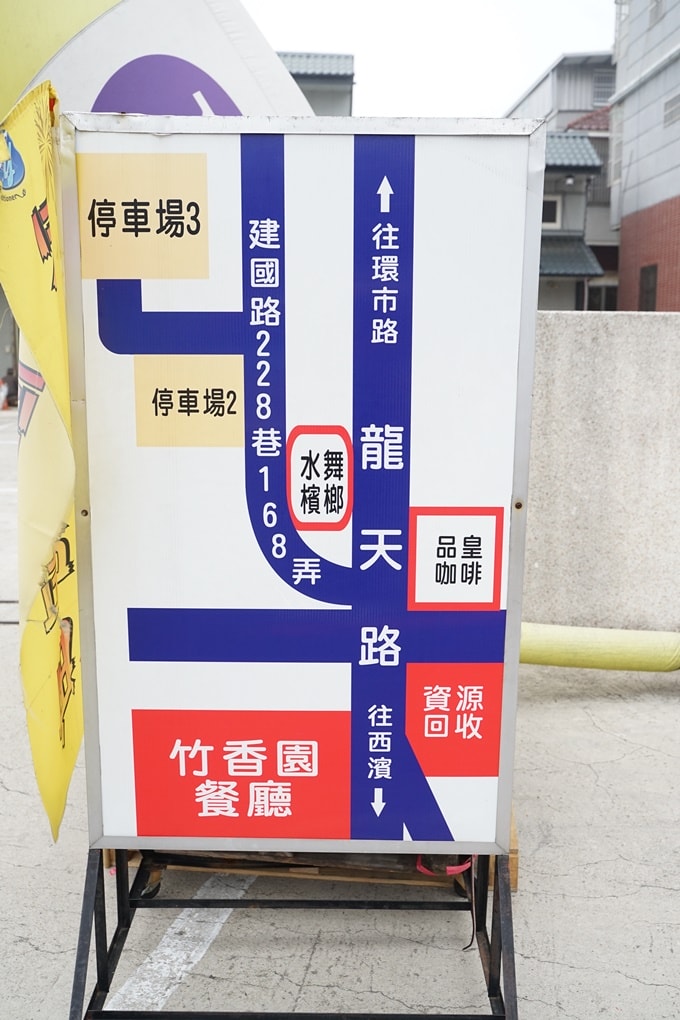 停車場3
建國路228巷168弄
往環市路
停車場2
龍天路
水舞
檳榔
品皇
咖啡
資源
回收
往西濱
竹香園
餐廳